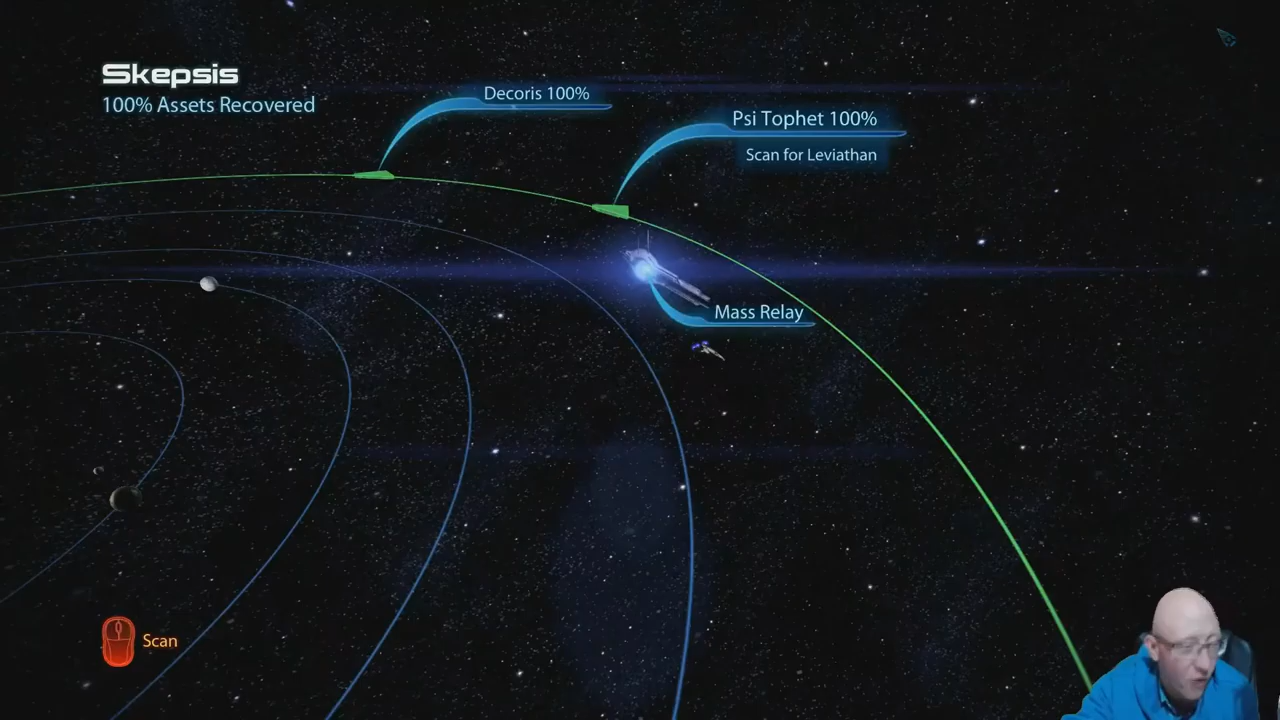 Skepsis
100% Assets Recovered
Decoris 100%
Psi Tophet 100%
Scan for Leviathan
Mass Relay
Scan